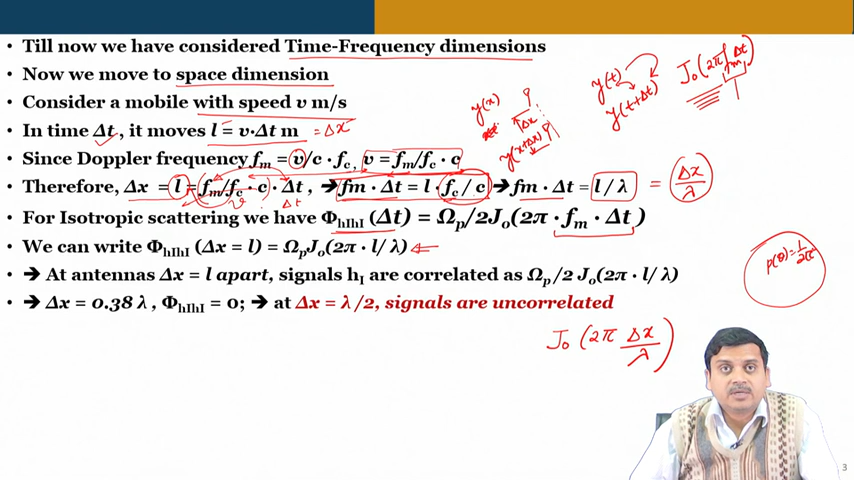 • Till now we have considered Time-Frequency dimensions
• Now we move to space dimension
• Consider a mobile with speed v m/s
• In time Δt , it moves l = v·Δt m = Δx
• Since Doppler frequency fm = v/c · fc , v = fm/fc · c
• Therefore, Δx = l = fm/fc · c · Δt , ➔ fm · Δt = l · fc / c ➔ fm · Δt = l / λ = (Δx/λ)
• For Isotropic scattering we have ΦhIhI (Δt) = Ωp/2Jo(2π · fm · Δt )
• We can write ΦhIhI (Δx = l) = ΩpJo(2π · l/ λ)
• ➔ At antennas Δx = l apart, signals hI are correlated as Ωp/2 Jo(2π · l/ λ)
• ➔ Δx = 0.38 λ , ΦhIhI = 0; ➔ at Δx = λ /2, signals are uncorrelated
y(t)
y(t+Δt)
J0(2π fm Δt)
y(x)
Δx
y(x+Δx)
v
Δt
p(θ)=1/2π
J0 (2π Δx/λ)
3